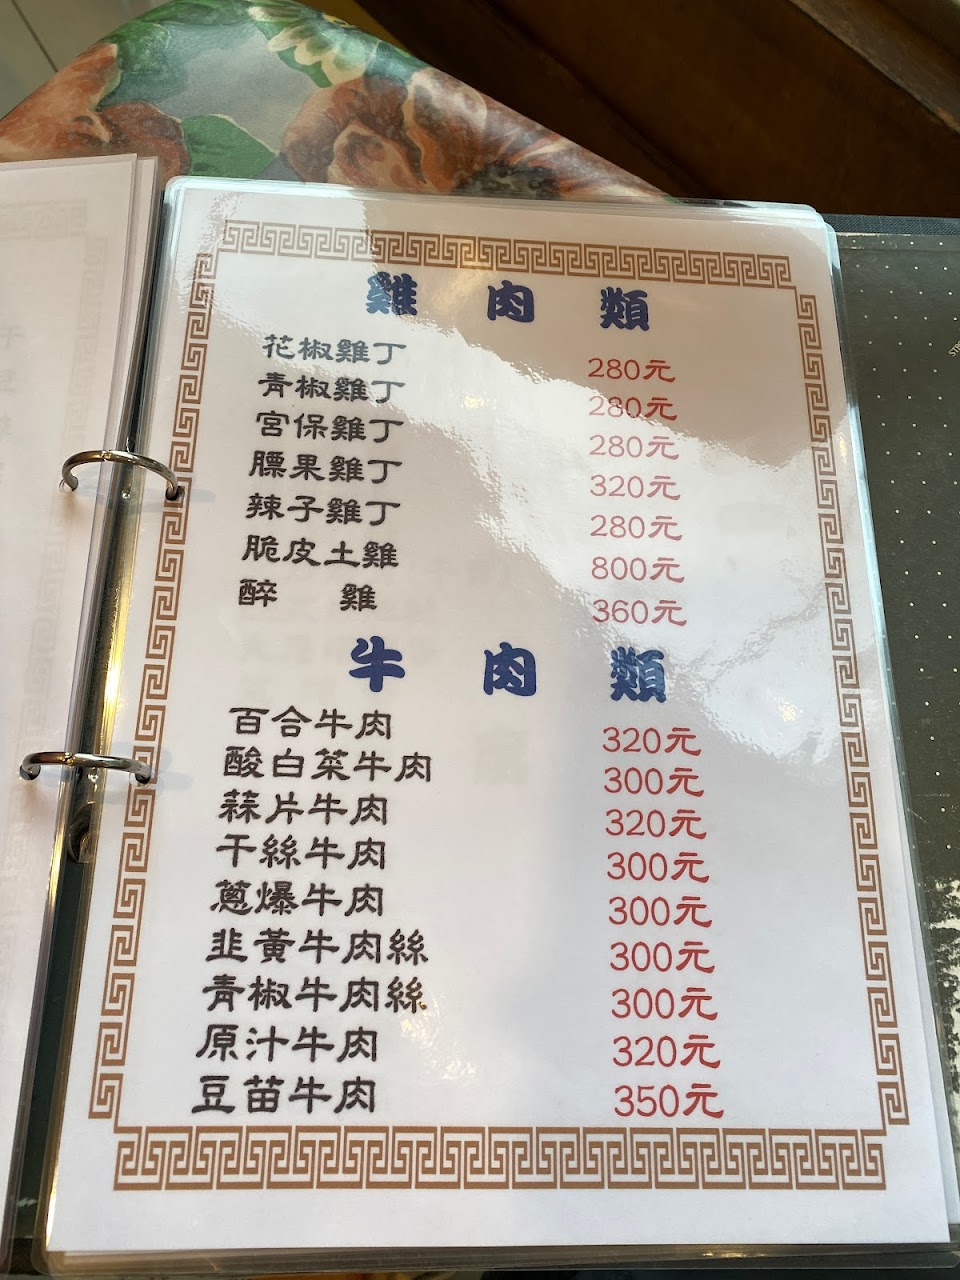 雞肉類
花椒雞丁 280元
青椒雞丁 280元
宮保雞丁 280元
腰果雞丁 320元
辣子雞丁 280元
脆皮土雞 800元
醉雞 360元
牛肉類
百合牛肉 320元
酸白菜牛肉 300元
蒜片牛肉 320元
干絲牛肉 300元
蔥爆牛肉 300元
韭黃牛肉絲 300元
青椒牛肉絲 300元
原汁牛肉 320元
豆苗牛肉 350元